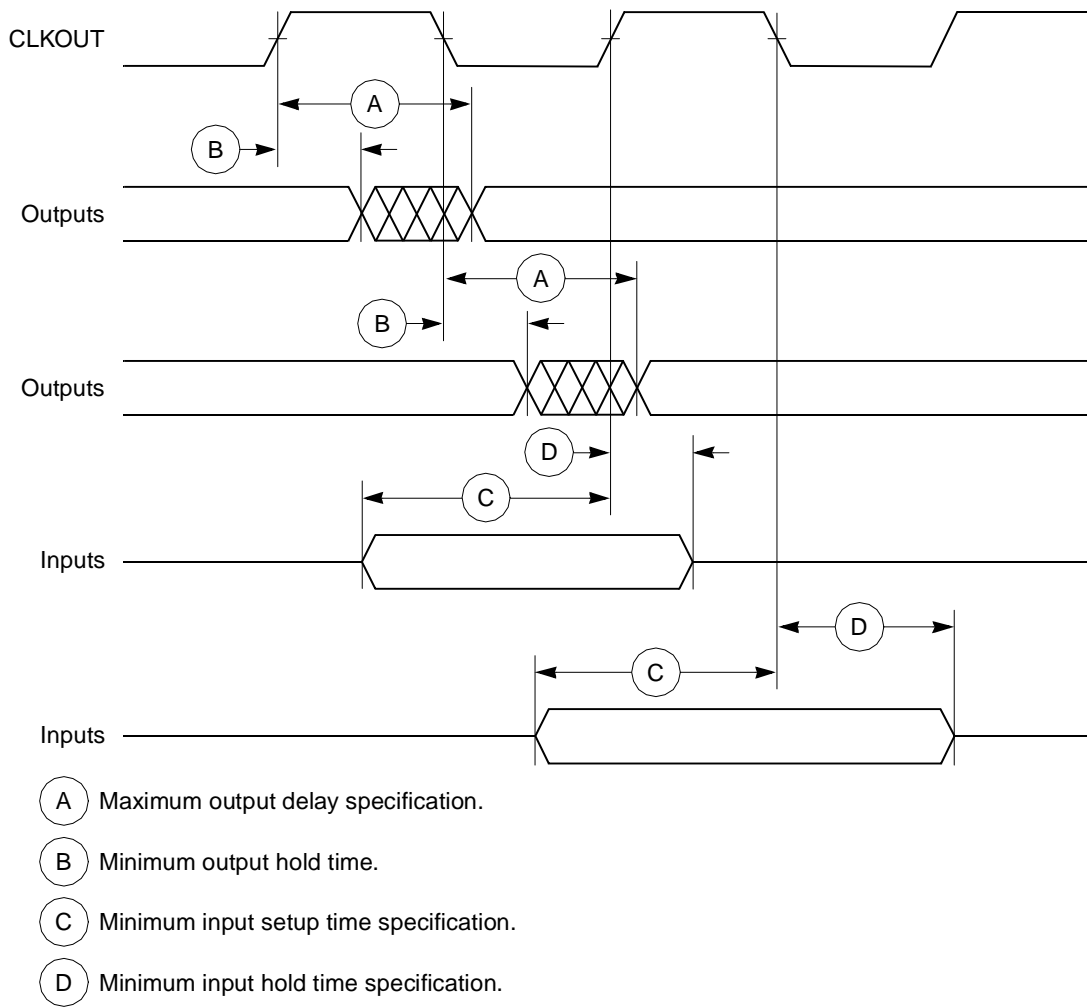 CLKOUT
A
B
Outputs
A
B
Outputs
D
C
Inputs
D
C
Inputs
A Maximum output delay specification.
B Minimum output hold time.
C Minimum input setup time specification.
D Minimum input hold time specification.